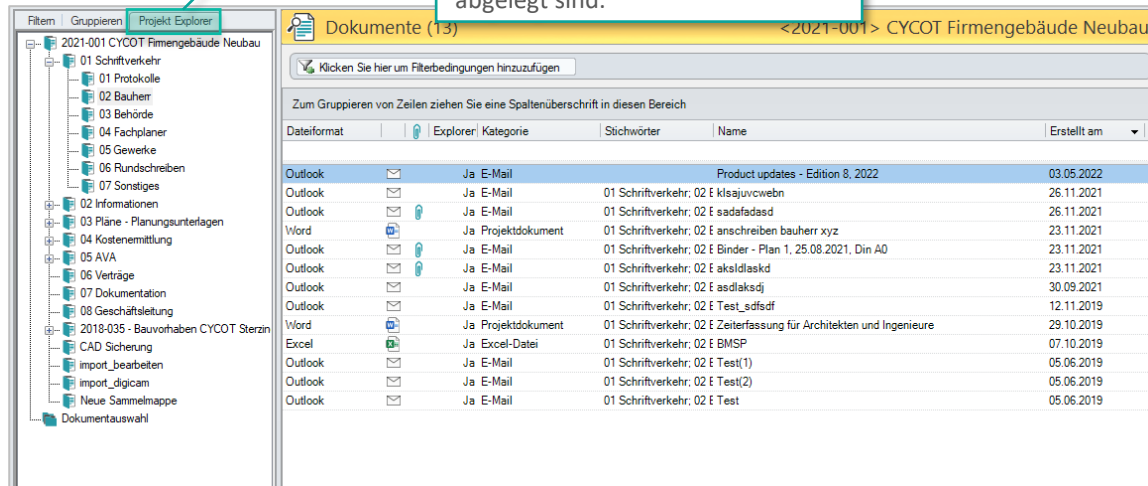 abgelegt sind.
Filtern Gruppieren Projekt Explorer
Dokumente (13) <2021-001> CYCOT Firmengebäude Neubau
2021-001 CYCOT Firmengebäude Neubau
01 Schriftverkehr
01 Protokolle
02 Bauherr
03 Behörde
04 Fachplaner
05 Gewerke
06 Rundschreiben
07 Sonstiges
02 Informationen
03 Pläne - Planungsunterlagen
04 Kostenermittlung
05 AVA
06 Verträge
07 Dokumentation
08 Geschäftsleitung
2018-035 - Bauvorhaben CYCOT Sterzin
CAD Sicherung
import_bearbeiten
import_digicam
Neue Sammelmappe
Dokumentauswahl
Klicken Sie hier um Filterbedingungen hinzuzufügen
Zum Gruppieren von Zeilen ziehen Sie eine Spaltenüberschrift in diesen Bereich
Dateiformat Explorer Kategorie Stichwörter Name Erstellt am
Outlook Ja E-Mail Product updates - Edition 8, 2022 03.05.2022
Outlook Ja E-Mail 01 Schriftverkehr; 02 E klsajuvcwebn 26.11.2021
Outlook Ja E-Mail 01 Schriftverkehr; 02 E sadafadasd 26.11.2021
Word Ja Projektdokument 01 Schriftverkehr; 02 E anschreiben bauherr xyz 23.11.2021
Outlook Ja E-Mail 01 Schriftverkehr; 02 E Binder - Plan 1, 25.08.2021, Din A0 23.11.2021
Outlook Ja E-Mail 01 Schriftverkehr; 02 E aksldlaskd 23.11.2021
Outlook Ja E-Mail 01 Schriftverkehr; 02 E asdlaksdj 30.09.2021
Outlook Ja E-Mail 01 Schriftverkehr; 02 E Test_sdfsdf 12.11.2019
Word Ja Projektdokument 01 Schriftverkehr; 02 E Zeiterfassung für Architekten und Ingenieure 29.10.2019
Excel Ja Excel-Datei 01 Schriftverkehr; 02 E BMSP 07.10.2019
Outlook Ja E-Mail 01 Schriftverkehr; 02 E Test(1) 05.06.2019
Outlook Ja E-Mail 01 Schriftverkehr; 02 E Test(2) 05.06.2019
Outlook Ja E-Mail 01 Schriftverkehr; 02 E Test 05.06.2019